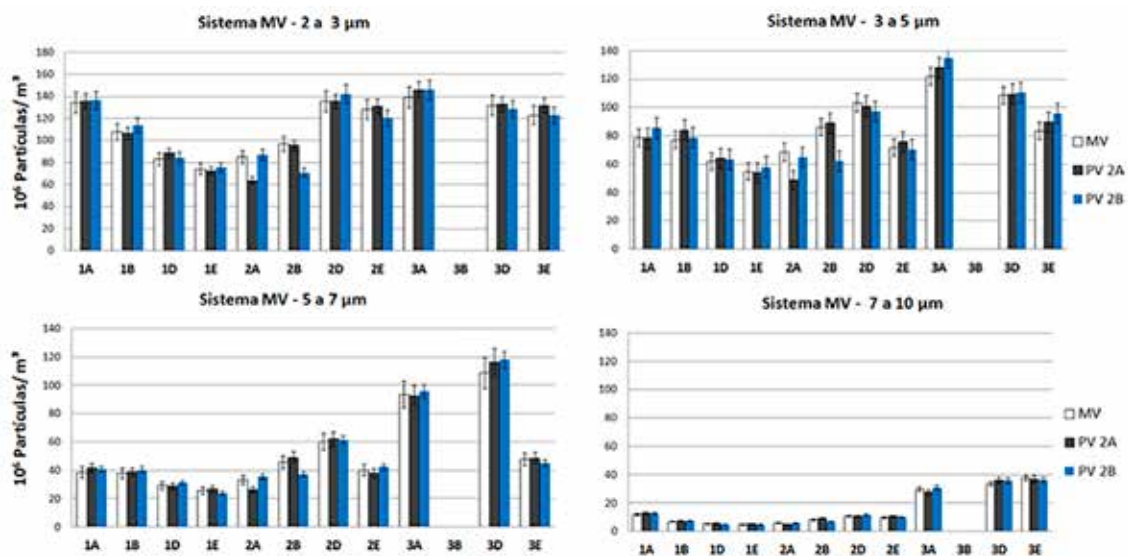 Sistema MV - 2 a 3 µm
10⁶ Partículas/ m³
180
160
140
120
100
80
60
40
20
0
1A 1B 1D 1E 2A 2B 2D 2E 3A 3B 3D 3E
Sistema MV - 3 a 5 µm
140
120
100
80
60
40
20
0
1A 1B 1D 1E 2A 2B 2D 2E 3A 3B 3D 3E
MV
PV 2A
PV 2B
Sistema MV - 5 a 7 µm
10⁶ Partículas/ m³
140
120
100
80
60
40
20
0
1A 1B 1D 1E 2A 2B 2D 2E 3A 3B 3D 3E
Sistema MV - 7 a 10 µm
140
120
100
80
60
40
20
0
1A 1B 1D 1E 2A 2B 2D 2E 3A 3B 3D 3E
MV
PV 2A
PV 2B